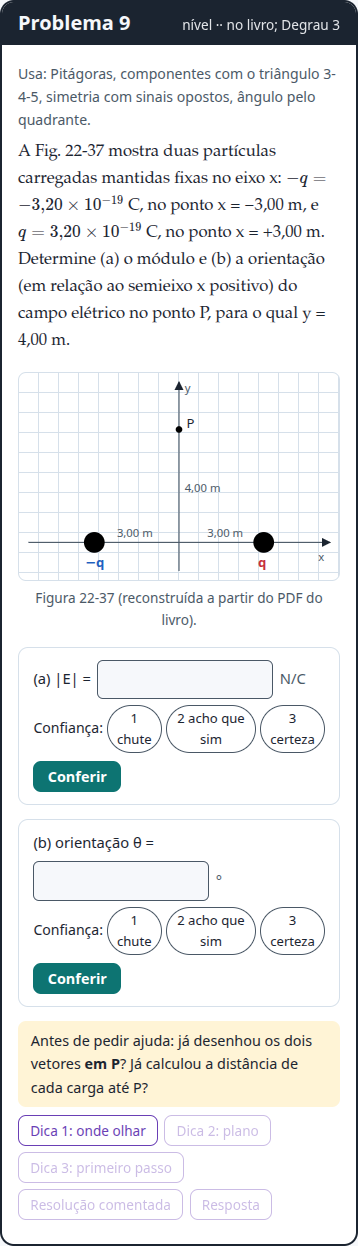 Problema 9
nível ·· no livro; Degrau 3
Usa: Pitágoras, componentes com o triângulo 3-
4-5, simetria com sinais opostos, ângulo pelo
quadrante.
A Fig. 22-37 mostra duas partículas
carregadas mantidas fixas no eixo x: −q =
−3,20 × 10⁻¹⁹ C, no ponto x = −3,00 m, e
q = 3,20 × 10⁻¹⁹ C, no ponto x = +3,00 m.
Determine (a) o módulo e (b) a orientação
(em relação ao semieixo x positivo) do
campo elétrico no ponto P, para o qual y =
4,00 m.
y
P
4,00 m
3,00 m 3,00 m
x
−q q
Figura 22-37 (reconstruída a partir do PDF do
livro).
(a) |E| = N/C
Confiança: 1 chute 2 acho que sim 3 certeza
Conferir
(b) orientação θ =
°
Confiança: 1 chute 2 acho que sim 3 certeza
Conferir
Antes de pedir ajuda: já desenhou os dois
vetores em P? Já calculou a distância de
cada carga até P?
Dica 1: onde olhar Dica 2: plano
Dica 3: primeiro passo
Resolução comentada Resposta